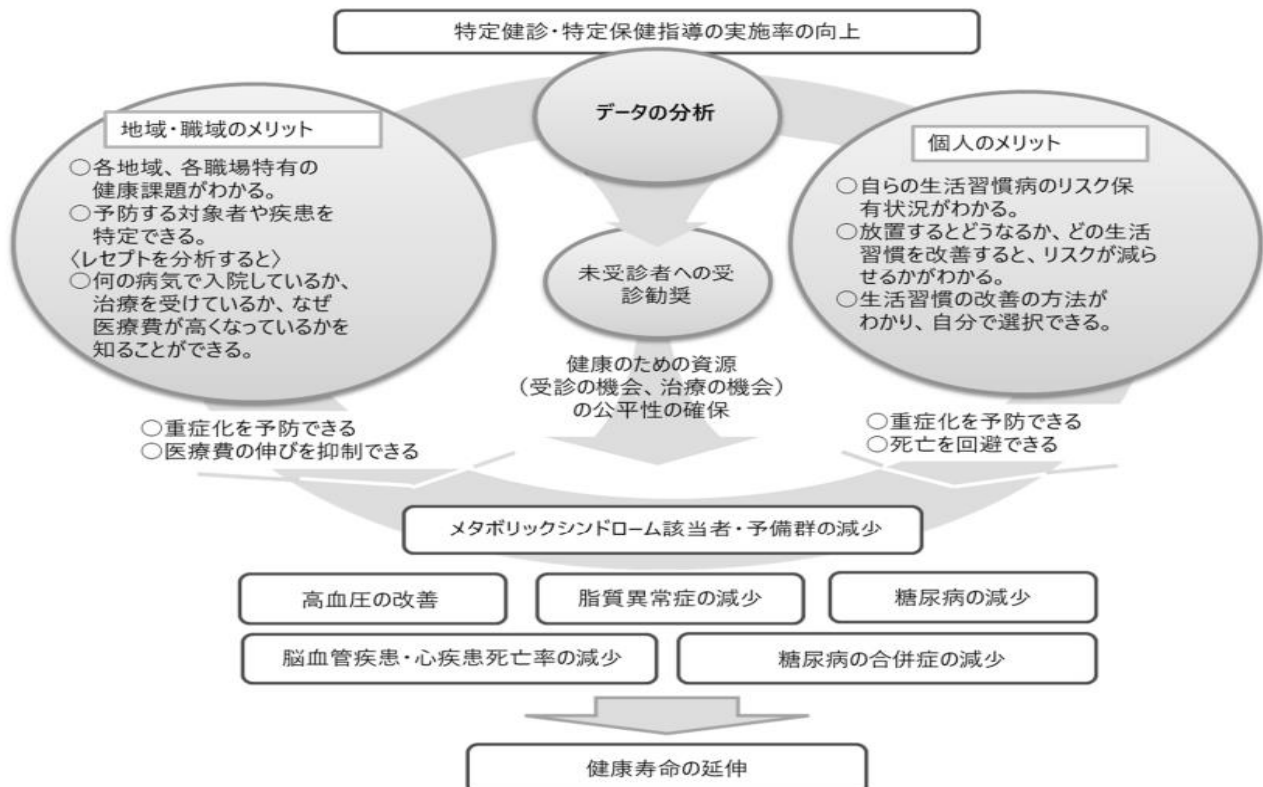 特定健診・特定保健指導の実施率の向上
データの分析
地域・職域のメリット
○各地域、各職場特有の
健康課題がわかる。
○予防する対象者や疾患を
特定できる。
〈レセプトを分析すると〉
○何の病気で入院しているか、
治療を受けているか、なぜ
医療費が高くなっているかを
知ることができる。
未受診者への受
診勧奨
個人のメリット
○自らの生活習慣病のリスク保
有状況がわかる。
○放置するとどうなるか、どの生活
習慣を改善すると、リスクが減ら
せるかがわかる。
○生活習慣の改善の方法が
わかり、自分で選択できる。
健康のための資源
（受診の機会、治療の機会）
の公平性の確保
○重症化を予防できる
○医療費の伸びを抑制できる
○重症化を予防できる
○死亡を回避できる
メタボリックシンドローム該当者・予備群の減少
高血圧の改善
脂質異常症の減少
糖尿病の減少
脳血管疾患・心疾患死亡率の減少
糖尿病の合併症の減少
健康寿命の延伸